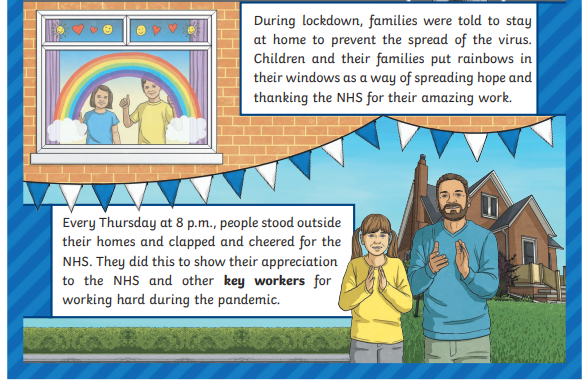 During lockdown, families were told to stay
at home to prevent the spread of the virus.
Children and their families put rainbows in
their windows as a way of spreading hope and
thanking the NHS for their amazing work.
Every Thursday at 8 p.m., people stood outside
their homes and clapped and cheered for the
NHS. They did this to show their appreciation
to the NHS and other key workers for
working hard during the pandemic.